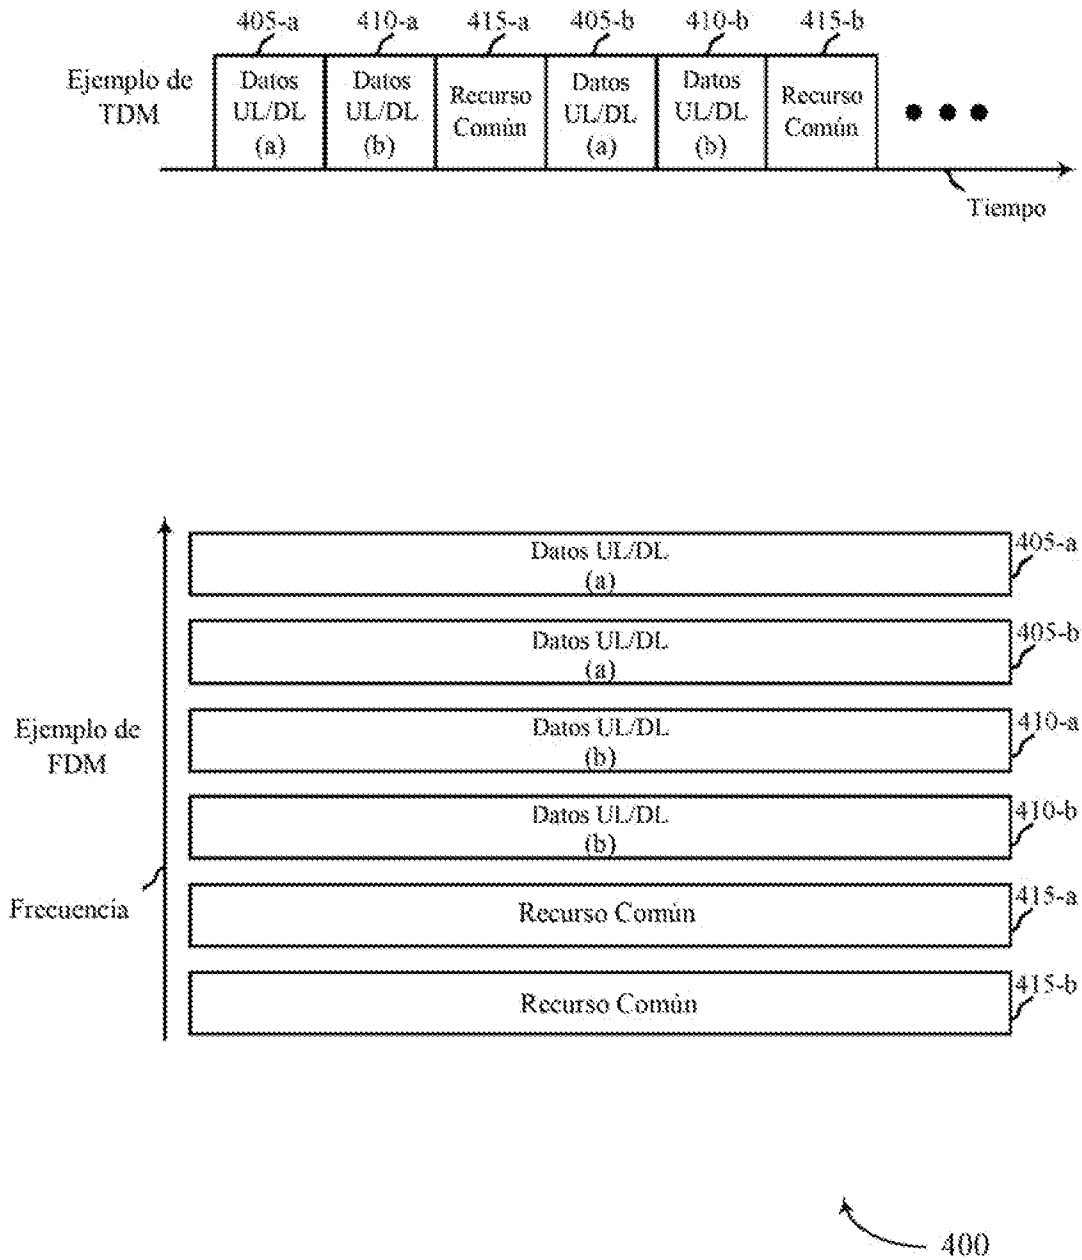 405-a 410-a 415-a 405-b 410-b 415-b
Ejemplo de
TDM
Datos
UL/DL
(a)
Datos
UL/DL
(b)
Recurso
Común
Datos
UL/DL
(a)
Datos
UL/DL
(b)
Recurso
Común
Tiempo
Ejemplo de
FDM
Frecuencia
Datos UL/DL
(a)
405-a
Datos UL/DL
(a)
405-b
Datos UL/DL
(b)
410-a
Datos UL/DL
(b)
410-b
Recurso Común
415-a
Recurso Común
415-b
400